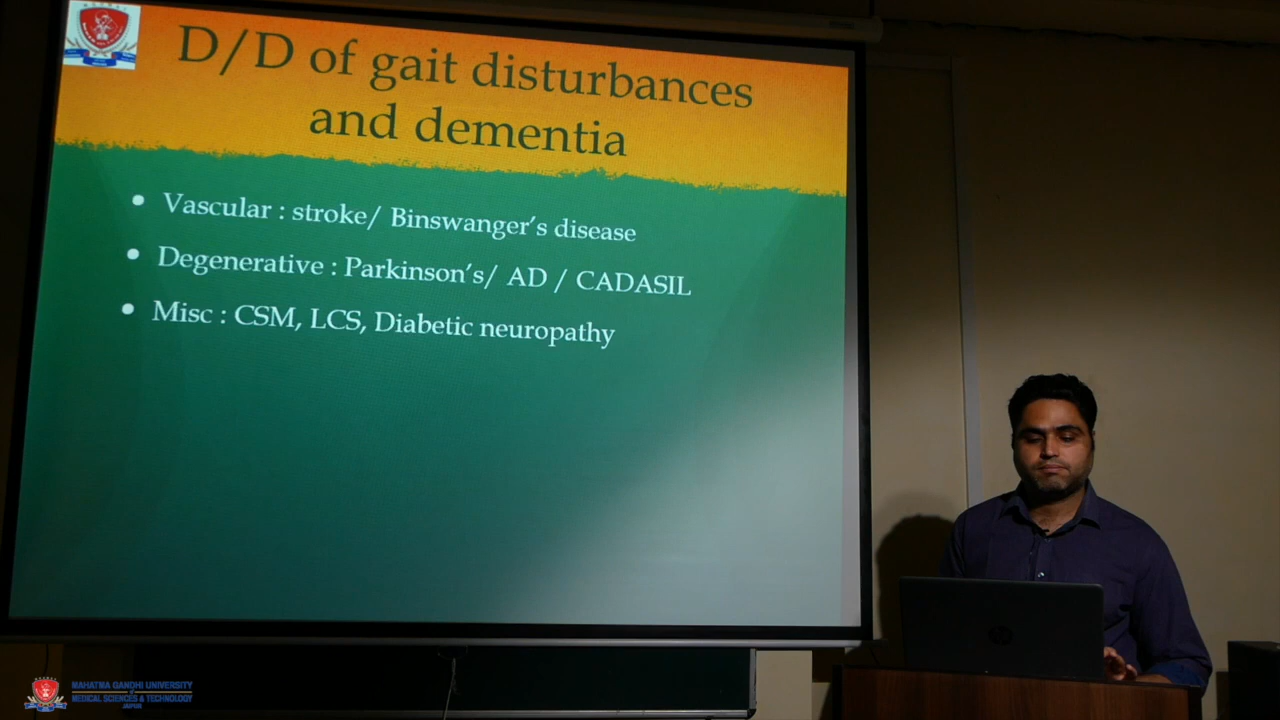 D/D of gait disturbances
and dementia
• Vascular : stroke/ Binswanger's disease
• Degenerative : Parkinson's/ AD / CADASIL
• Misc : CSM, LCS, Diabetic neuropathy
MAHATMA GANDHI UNIVERSITY
of
MEDICAL SCIENCES & TECHNOLOGY
JAIPUR